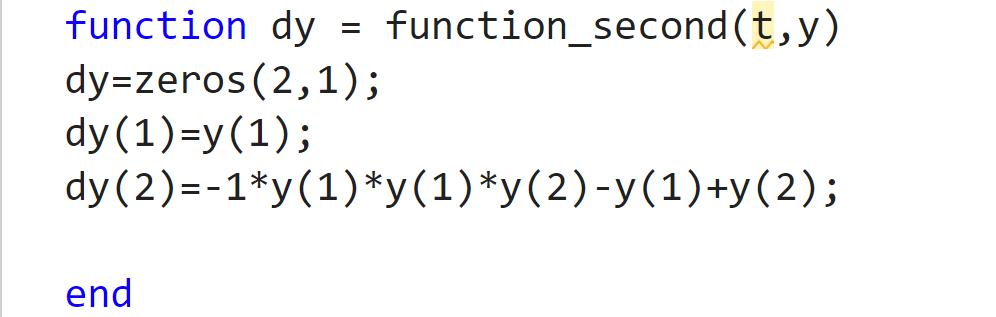 function dy = function_second(t,y)
dy=zeros(2,1);
dy(1)=y(1);
dy(2)=-1*y(1)*y(1)*y(2)-y(1)+y(2);
end